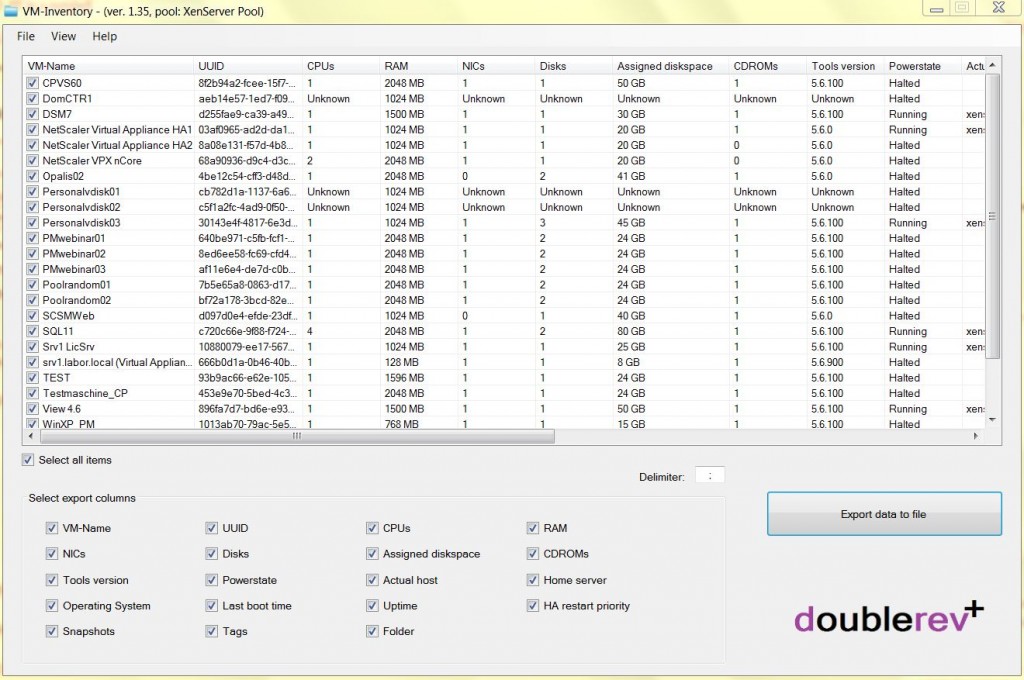 VM-Inventory - (ver. 1.35, pool: XenServer Pool)
File View Help
VM-Name UUID CPUs RAM NICs Disks Assigned diskspace CDROMs Tools version Powerstate Actu
CPVS60 8f2b94a2-fcee-15f7-... 1 2048 MB 1 1 50 GB 1 5.6.100 Halted
DomCTR1 aeb14e57-1ed7-f09... Unknown 1024 MB Unknown Unknown Unknown Unknown Unknown Halted
DSM7 d255fae9-ca39-a49... 1 1500 MB 1 1 30 GB 1 5.6.100 Running xen
NetScaler Virtual Appliance HA1 03af0965-ad2d-da1... 1 1024 MB 1 1 20 GB 1 5.6.0 Running xen
NetScaler Virtual Appliance HA2 8a08e131-f57d-4b8... 1 1024 MB 1 1 20 GB 0 5.6.0 Halted
NetScaler VPX nCore 68a90936-d9c4-d3c... 2 2048 MB 1 1 20 GB 0 5.6.0 Halted
Opalis02 4be12c54-cff3-d48d... 1 2048 MB 0 2 41 GB 1 5.6.0 Halted
Personalvdisk01 cb782d1a-1137-6a6... Unknown 1024 MB Unknown Unknown Unknown Unknown Unknown Halted
Personalvdisk02 c5f1a2fc-4ad9-0f50-... Unknown 1024 MB Unknown Unknown Unknown Unknown Unknown Halted
Personalvdisk03 30143e4f-4817-6e3d... 1 1024 MB 1 3 45 GB 1 5.6.100 Running xen
PMwebinar01 640be971-c5fb-fcf1-... 1 2048 MB 1 2 24 GB 1 5.6.100 Halted
PMwebinar02 8ed6ee58-fc69-cfd4... 1 2048 MB 1 2 24 GB 1 5.6.100 Halted
PMwebinar03 af11e6e4-de7d-c0b... 1 2048 MB 1 2 24 GB 1 5.6.100 Halted
Poolrandom01 7b5e65a8-0863-d17... 1 2048 MB 1 2 24 GB 1 5.6.100 Halted
Poolrandom02 bf72a178-3bcd-82e... 1 2048 MB 1 2 24 GB 1 5.6.100 Halted
SCSMWeb d097d0e4-efde-23df... 1 2048 MB 0 1 40 GB 1 5.6.0 Halted
SQL11 c720c66e-9f88-f724-... 4 2048 MB 1 2 80 GB 1 5.6.100 Running xen
Srv1 LicSrv 10880079-ee17-567... 1 1024 MB 1 1 25 GB 1 5.6.100 Running xen
srv1.labor.local (Virtual Applian... 666b0d1a-0b46-40b... 1 128 MB 1 1 8 GB 1 5.6.900 Halted
TEST 93b9ac66-e62e-105... 1 1596 MB 1 1 24 GB 1 5.6.100 Halted
Testmaschine_CP 453e9e70-5bed-4c3... 1 2048 MB 1 1 24 GB 1 5.6.100 Halted
View 4.6 896fa7d7-bd6e-e93... 1 1500 MB 1 1 50 GB 1 5.6.100 Running xen
WinXP_PM 1013ab70-79ac-5e5... 1 768 MB 1 1 15 GB 1 5.6.100 Halted
Select all items
Delimiter: ;
Select export columns
Export data to file
VM-Name UUID CPUs RAM
NICs Disks Assigned diskspace CDROMs
Tools version Powerstate Actual host Home server
Operating System Last boot time Uptime HA restart priority
Snapshots Tags Folder
doublerev+